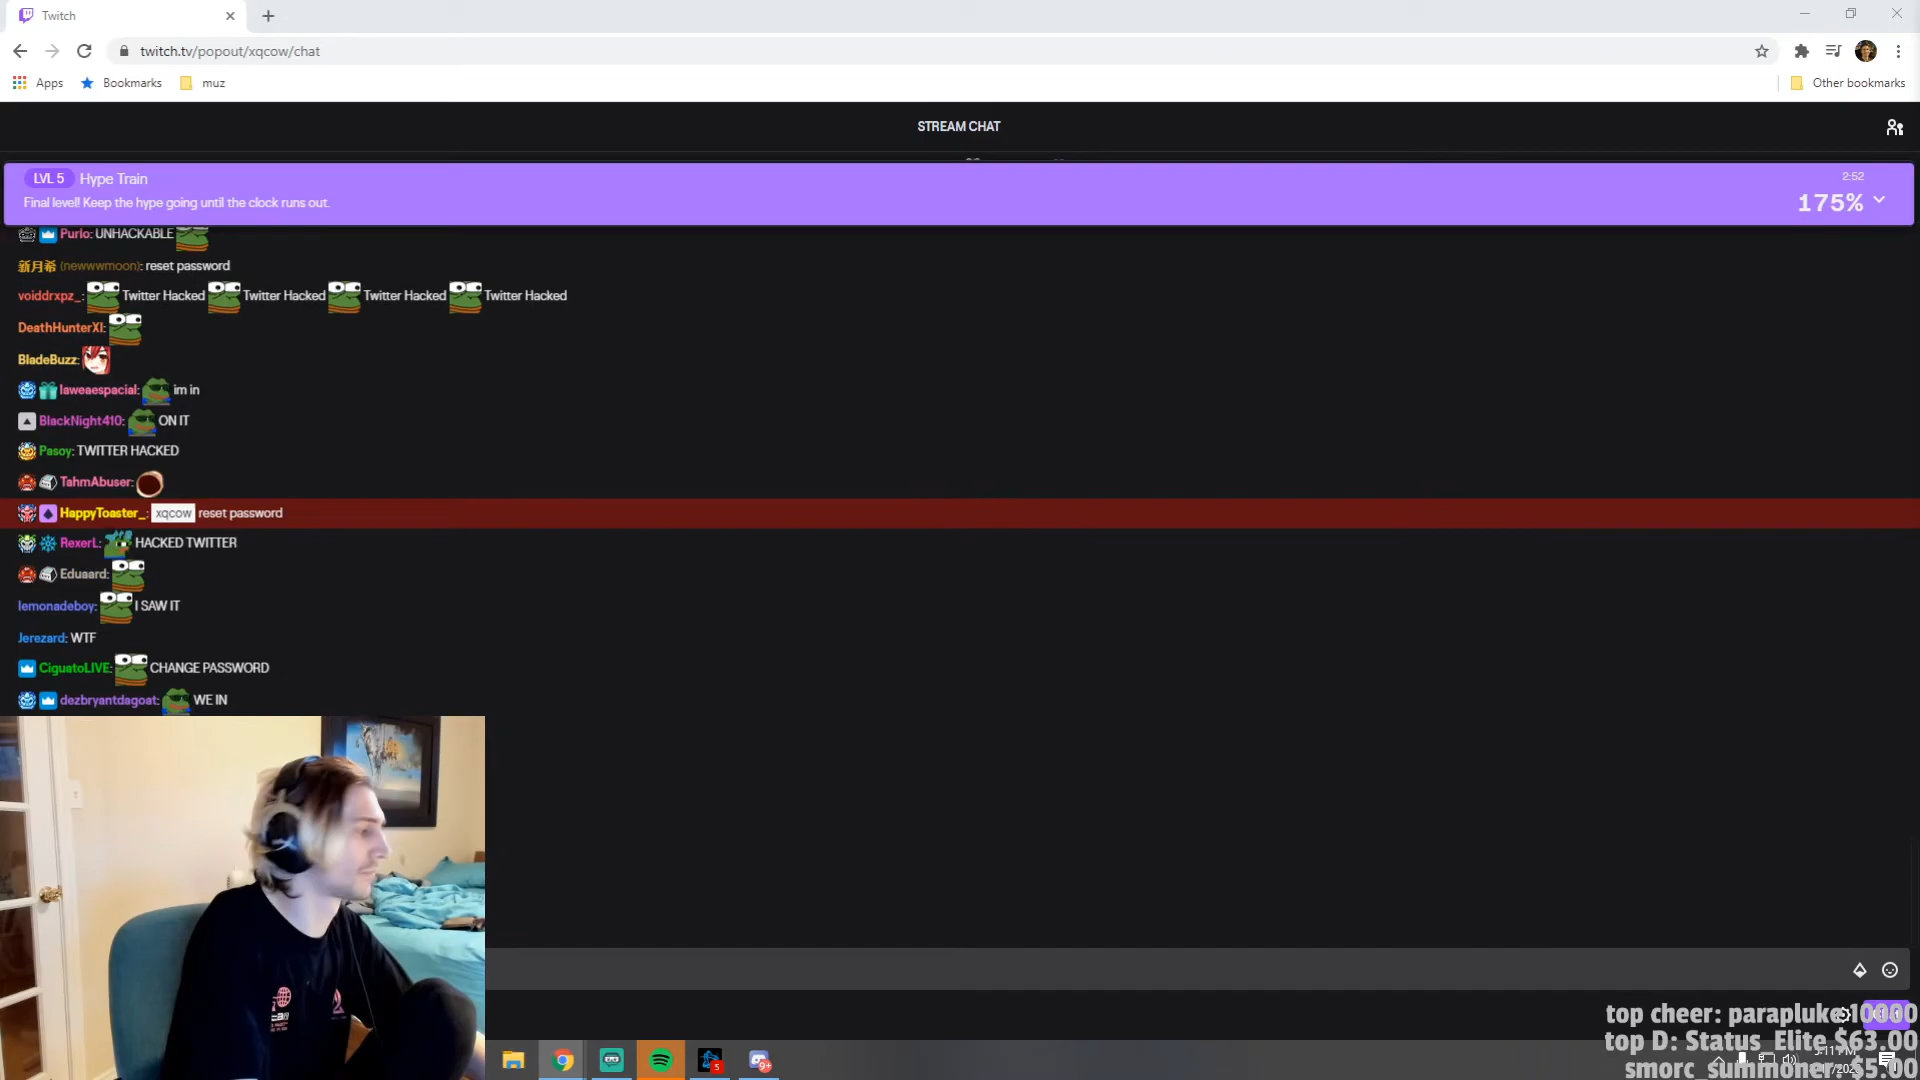 Twitch
twitch.tv/popout/xqcow/chat
Apps Bookmarks muz Other bookmarks
STREAM CHAT
LVL 5 Hype Train 2:52
Final level! Keep the hype going until the clock runs out. 175%
Purlo: UNHACKABLE
新月希 (newwwmoon): reset password
voiddrxpz_: Twitter Hacked Twitter Hacked Twitter Hacked Twitter Hacked
DeathHunterXI:
BladeBuzz:
laweaespacial: im in
BlackNight410: ON IT
Pasoy: TWITTER HACKED
TahmAbuser:
HappyToaster_: xqcow reset password
RexerL: HACKED TWITTER
Eduaard:
lemonadeboy: I SAW IT
Jerezard: WTF
CiguatoLIVE: CHANGE PASSWORD
dezbryantdagoat: WE IN
top cheer: parapluke 10000
top D: Status_Elite $63.00
smorc_summoner: $5.00
5
9+